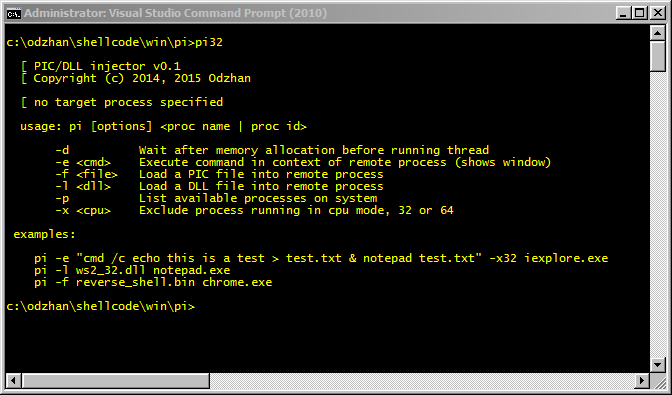 Administrator: Visual Studio Command Prompt (2010)
c:\odzhan\shellcode\win\pi>pi32
[ PIC/DLL injector v0.1
[ Copyright (c) 2014, 2015 Odzhan
[ no target process specified
usage: pi [options] <proc name | proc id>
-d Wait after memory allocation before running thread
-e <cmd> Execute command in context of remote process (shows window)
-f <file> Load a PIC file into remote process
-l <dll> Load a DLL file into remote process
-p List available processes on system
-x <cpu> Exclude process running in cpu mode, 32 or 64
examples:
pi -e "cmd /c echo this is a test > test.txt & notepad test.txt" -x32 iexplore.exe
pi -l ws2_32.dll notepad.exe
pi -f reverse_shell.bin chrome.exe
c:\odzhan\shellcode\win\pi>